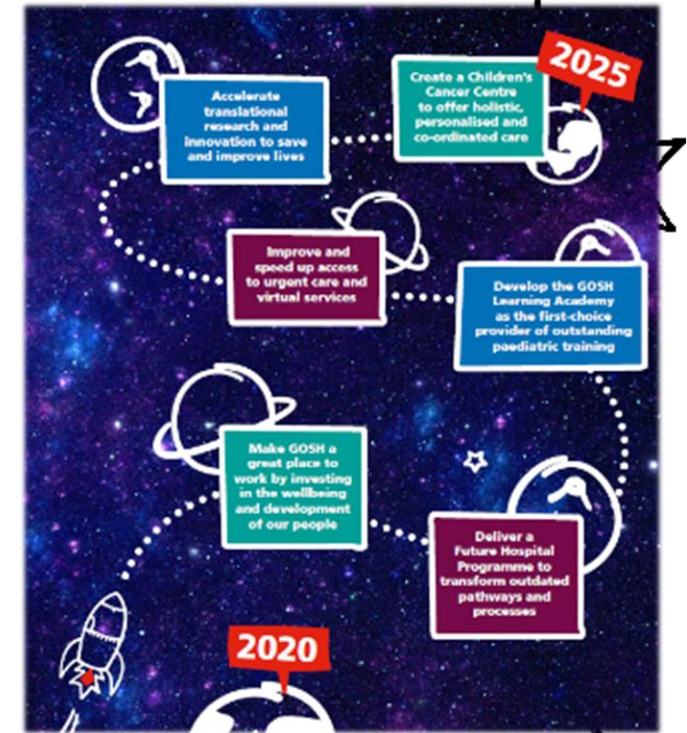 2025
Create a Children's
Cancer Centre
to offer holistic,
personalised and
co-ordinated care
Accelerate
translational
research and
innovation to save
and improve lives
Improve and
speed up access
to urgent care and
virtual services
Develop the GOSH
Learning Academy
as the first-choice
provider of outstanding
paediatric training
Make GOSH a
great place to
work by investing
in the wellbeing
and development
of our people
Deliver a
Future Hospital
Programme to
transform outdated
pathways and
processes
2020